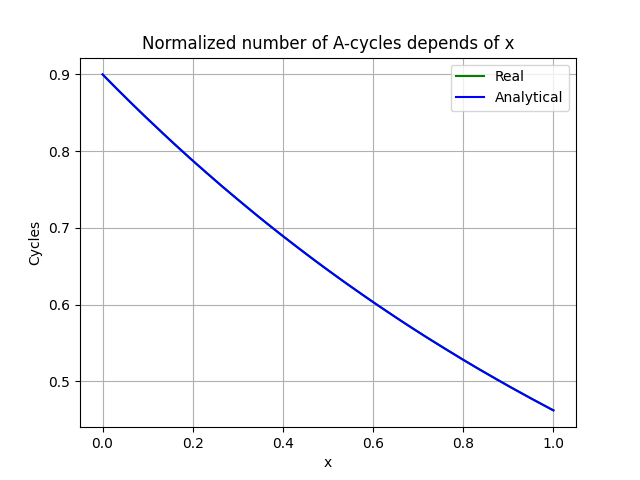 Normalized number of A-cycles depends of x
Real
Analytical
0.9
0.8
0.7
0.6
0.5
Cycles
0.0 0.2 0.4 0.6 0.8 1.0
x